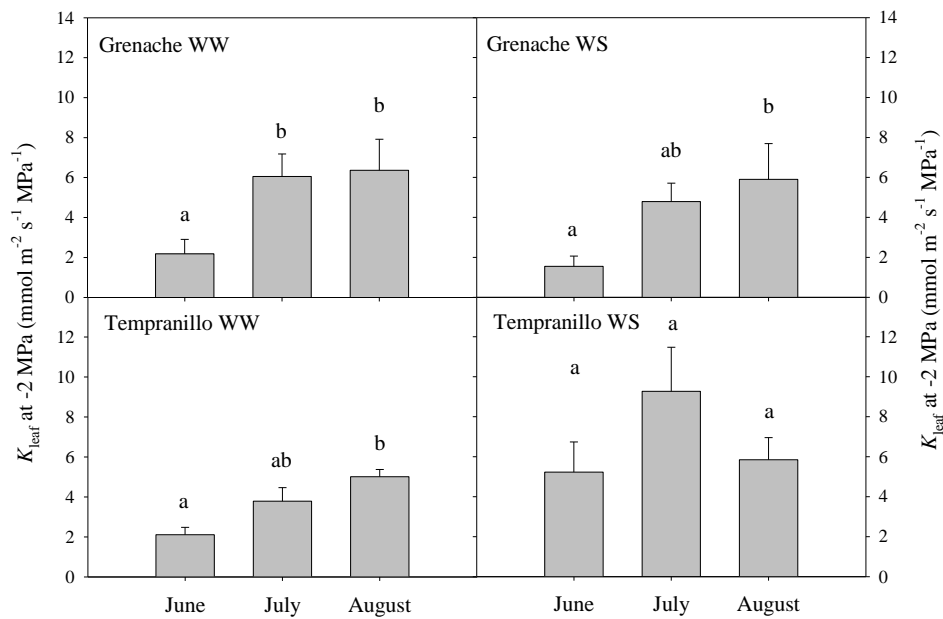 Grenache WW
Grenache WS
14
12
10
8
6
4
2
0
b
b
a
14
12
10
8
6
4
2
0
b
ab
a
Tempranillo WW
Tempranillo WS
12
10
8
6
4
2
0
b
ab
a
12
10
8
6
4
2
0
a
a
a
June July August
June July August
K_leaf at -2 MPa (mmol m⁻² s⁻¹ MPa⁻¹)
K_leaf at -2 MPa (mmol m⁻² s⁻¹ MPa⁻¹)